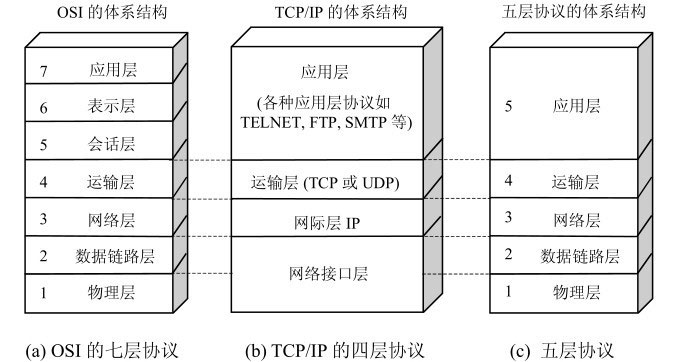 OSI 的体系结构
7 应用层
6 表示层
5 会话层
4 运输层
3 网络层
2 数据链路层
1 物理层
(a) OSI 的七层协议
TCP/IP 的体系结构
应用层
(各种应用层协议如
TELNET, FTP, SMTP 等)
运输层 (TCP 或 UDP)
网际层 IP
网络接口层
(b) TCP/IP 的四层协议
五层协议的体系结构
5 应用层
4 运输层
3 网络层
2 数据链路层
1 物理层
(c) 五层协议